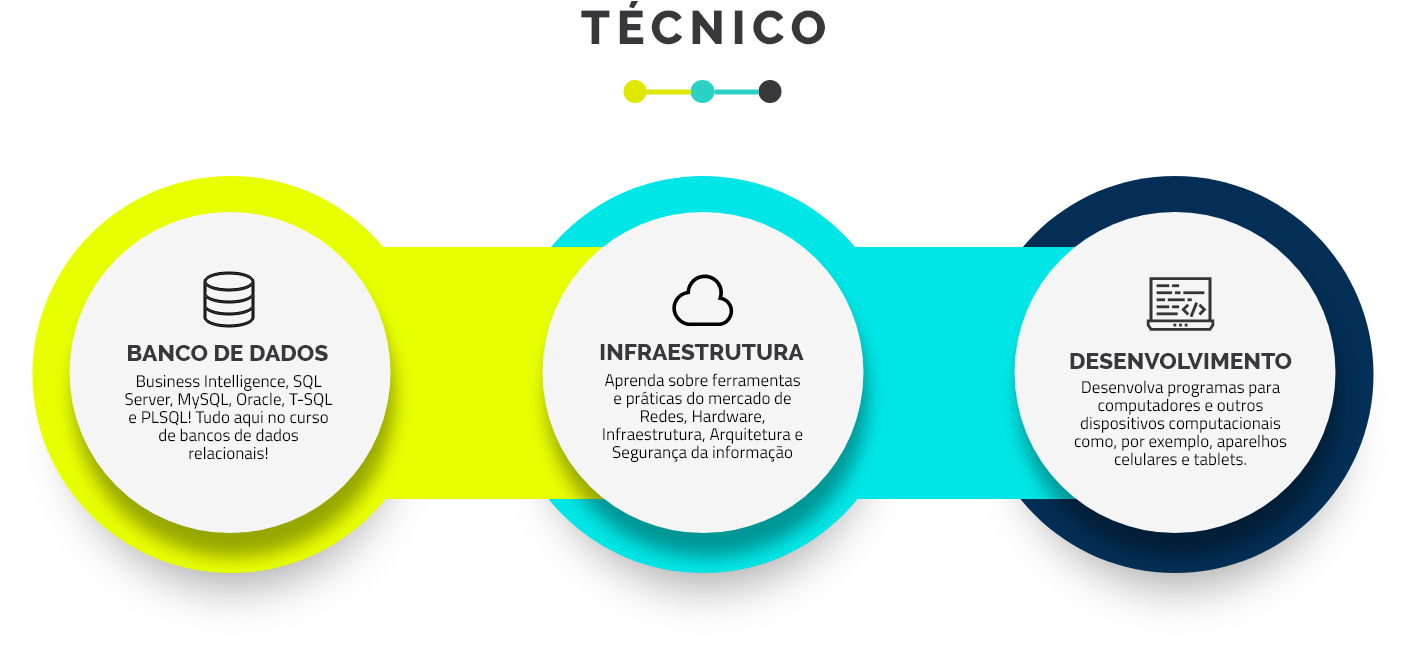 TÉCNICO
BANCO DE DADOS
Business Intelligence, SQL
Server, MySQL, Oracle, T-SQL
e PLSQL! Tudo aqui no curso
de bancos de dados
relacionais!
INFRAESTRUTURA
Aprenda sobre ferramentas
e práticas do mercado de
Redes, Hardware,
Infraestrutura, Arquitetura e
Segurança da informação
DESENVOLVIMENTO
Desenvolva programas para
computadores e outros
dispositivos computacionais
como, por exemplo, aparelhos
celulares e tablets.